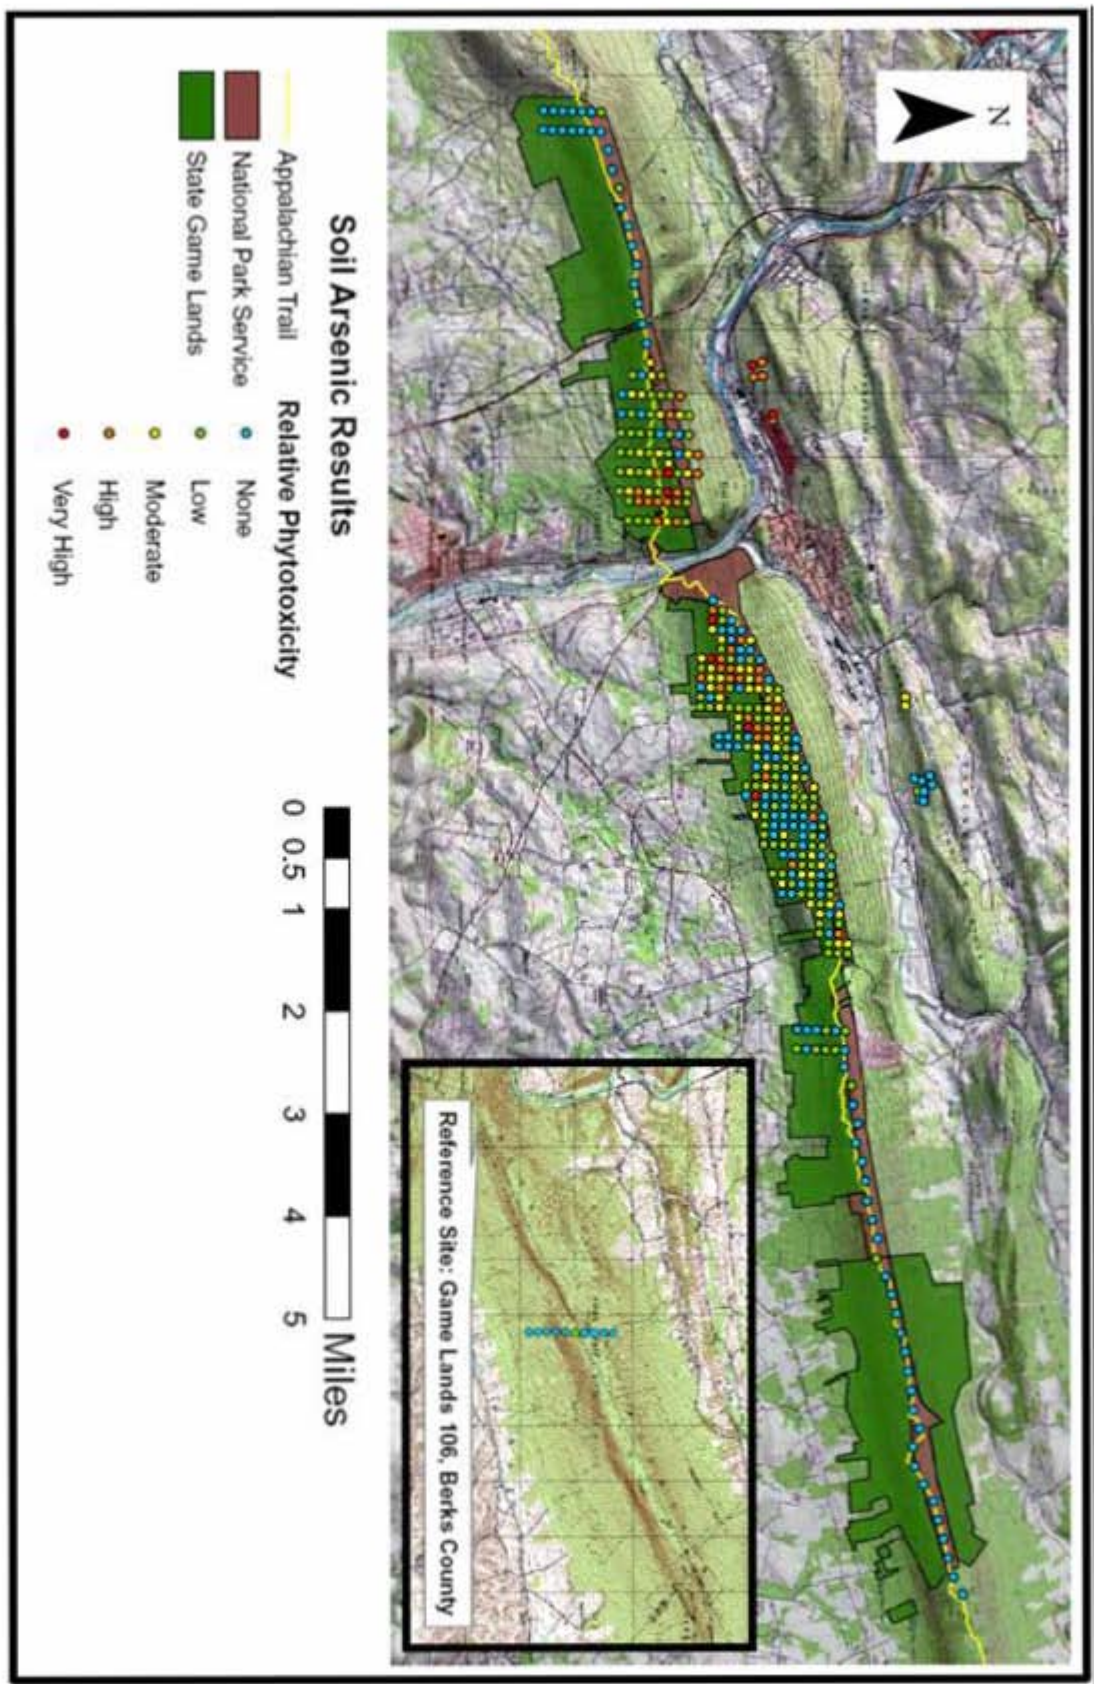 N
Reference Site: Game Lands 106, Berks County
Soil Arsenic Results
Appalachian Trail
National Park Service
State Game Lands
Relative Phytotoxicity
None
Low
Moderate
High
Very High
0 0.5 1 2 3 4 5 Miles